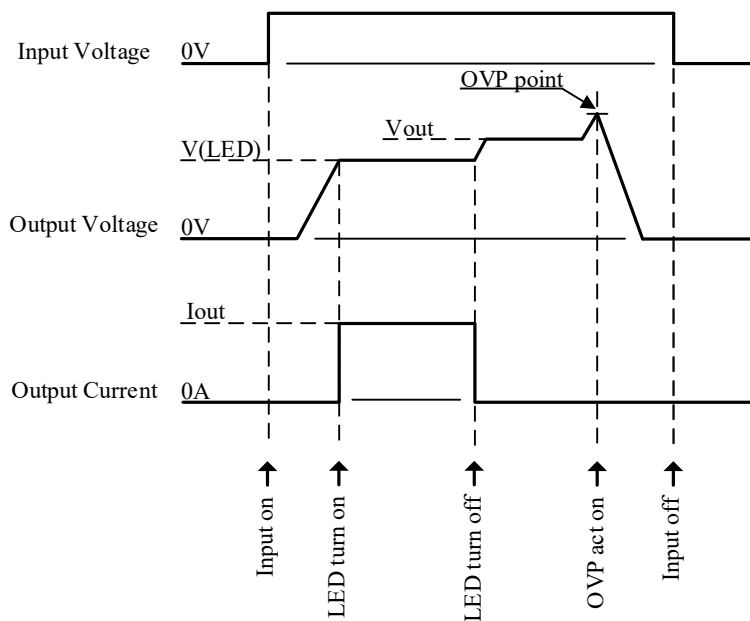 Input Voltage 0V
OVP point
Vout
V(LED)
Output Voltage 0V
Iout
Output Current 0A
Input on
LED turn on
LED turn off
OVP act on
Input off